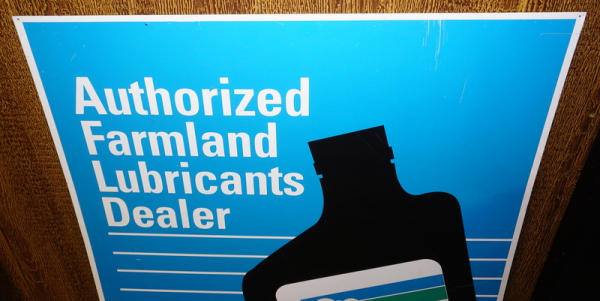 Authorized
Farmland
Lubricants
Dealer